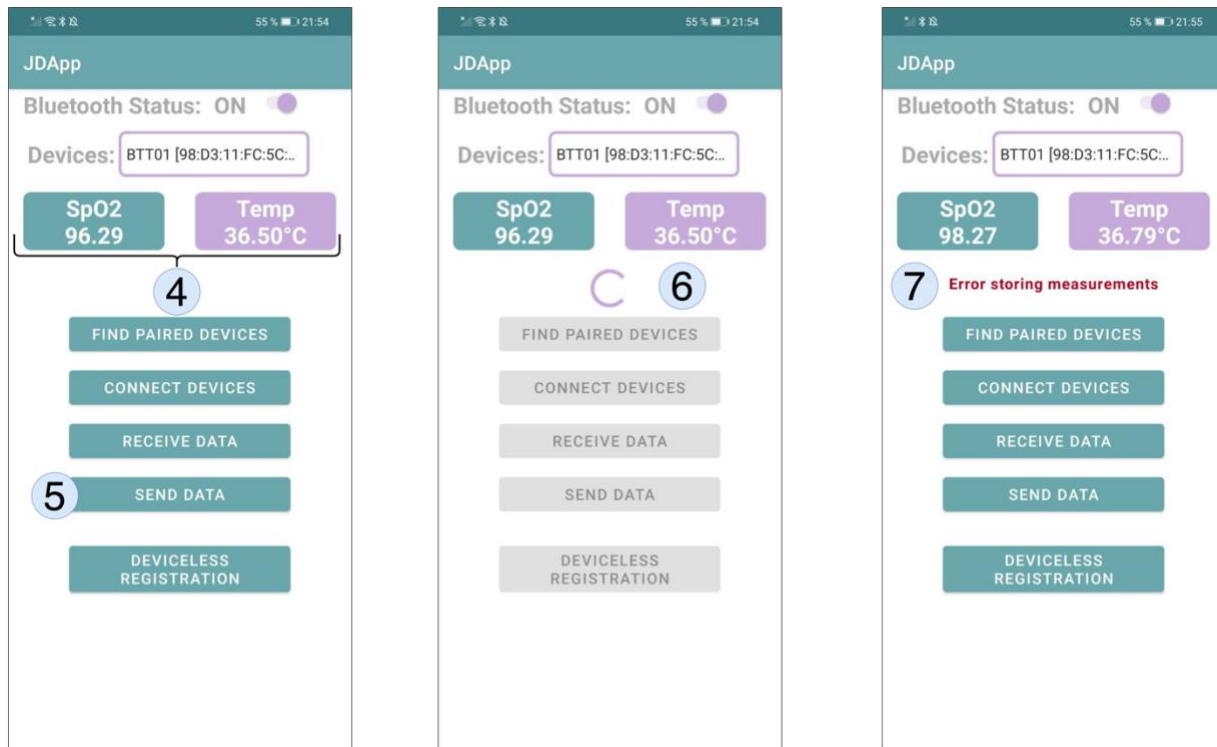 55 % 21:54
JDApp
Bluetooth Status: ON
Devices: BTT01 [98:D3:11:FC:5C:..
SpO2
96.29
Temp
36.50°C
4
FIND PAIRED DEVICES
CONNECT DEVICES
RECEIVE DATA
5
SEND DATA
DEVICELESS
REGISTRATION
55 % 21:54
JDApp
Bluetooth Status: ON
Devices: BTT01 [98:D3:11:FC:5C:..
SpO2
96.29
Temp
36.50°C
6
FIND PAIRED DEVICES
CONNECT DEVICES
RECEIVE DATA
SEND DATA
DEVICELESS
REGISTRATION
55 % 21:55
JDApp
Bluetooth Status: ON
Devices: BTT01 [98:D3:11:FC:5C:..
SpO2
98.27
Temp
36.79°C
7
Error storing measurements
FIND PAIRED DEVICES
CONNECT DEVICES
RECEIVE DATA
SEND DATA
DEVICELESS
REGISTRATION